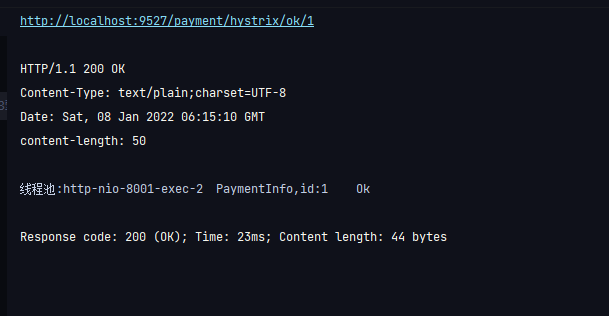 http://localhost:9527/payment/hystrix/ok/1
HTTP/1.1 200 OK
Content-Type: text/plain;charset=UTF-8
Date: Sat, 08 Jan 2022 06:15:10 GMT
content-length: 50
线程池:http-nio-8001-exec-2  PaymentInfo,id:1    Ok
Response code: 200 (OK); Time: 23ms; Content length: 44 bytes